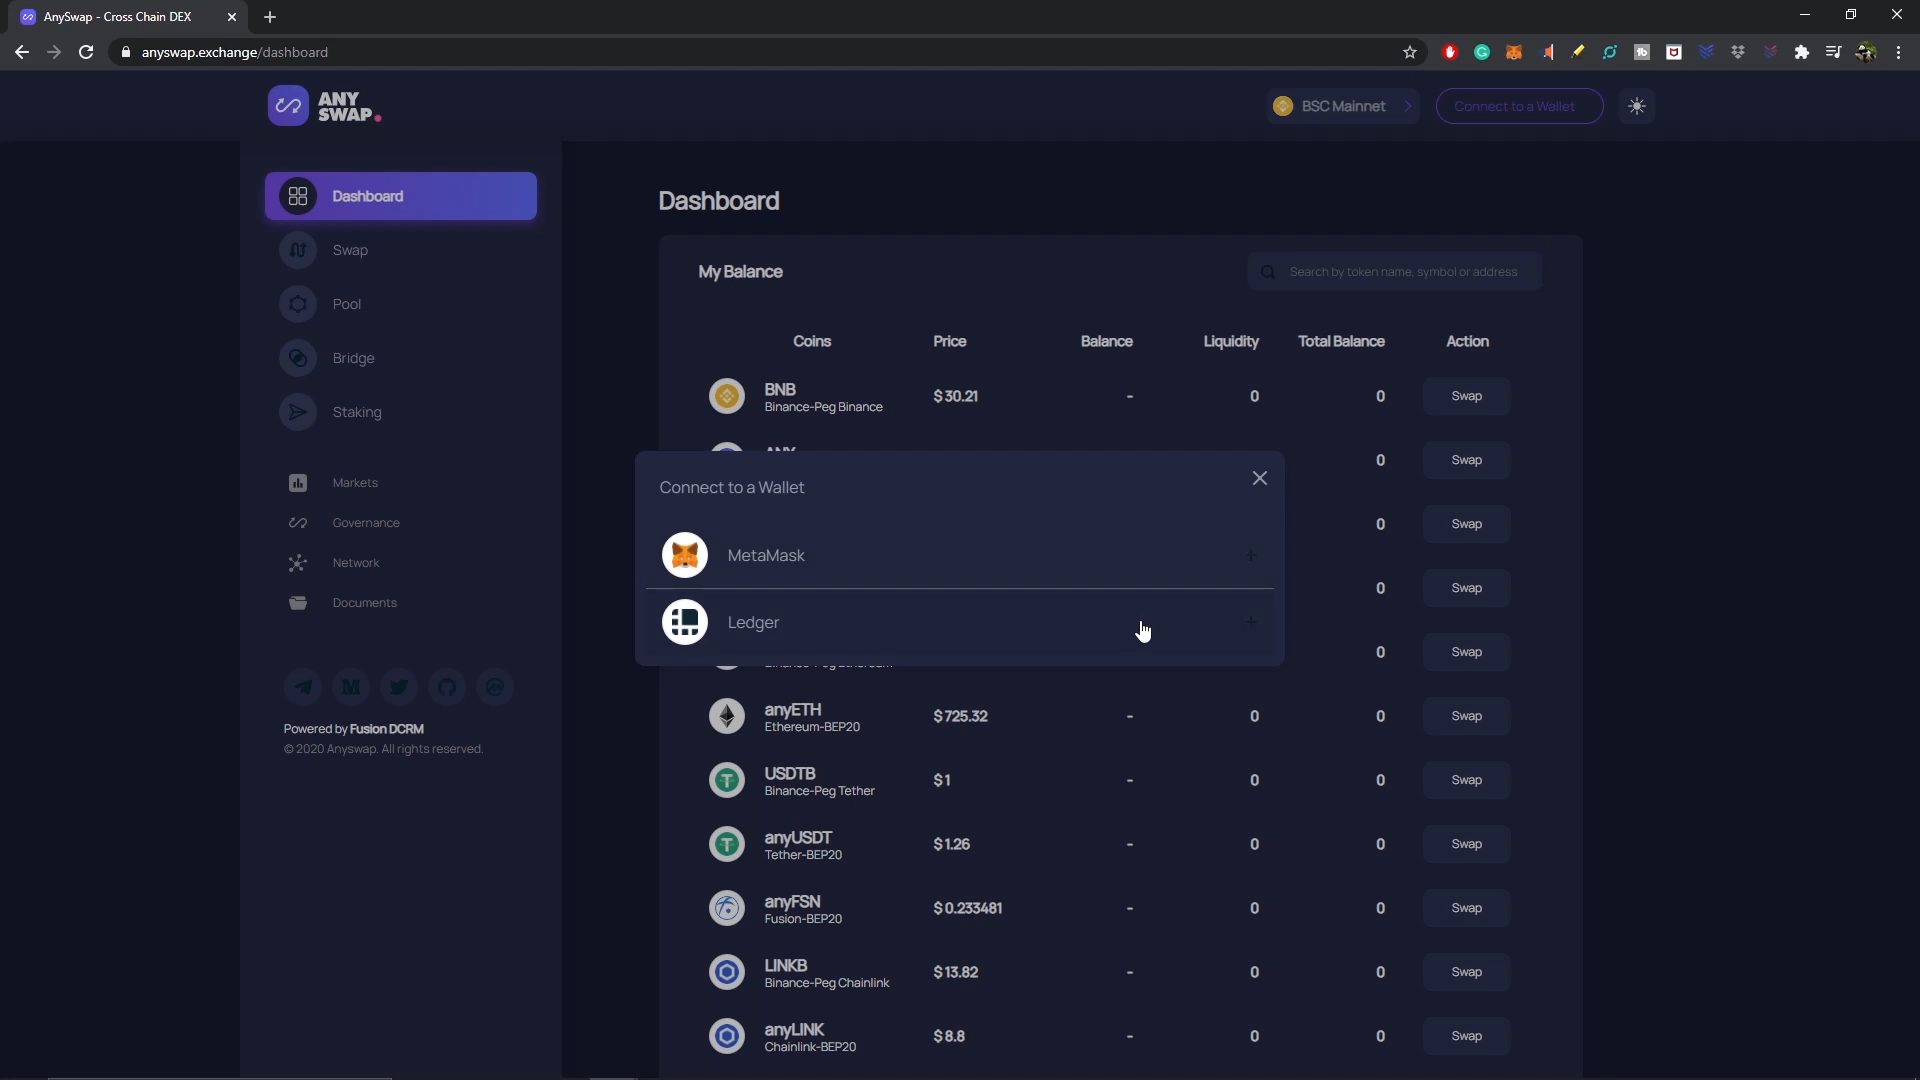 AnySwap - Cross Chain DEX
anyswap.exchange/dashboard
ANY
SWAP.
BSC Mainnet
Connect to a Wallet
Dashboard
Swap
Pool
Bridge
Staking
Markets
Governance
Network
Documents
Powered by Fusion DCRM
© 2020 Anyswap. All rights reserved.
Dashboard
My Balance
Search by token name, symbol or address
Coins Price Balance Liquidity Total Balance Action
BNB
Binance-Peg Binance
$ 30.21 - 0 0 Swap
0 Swap
Connect to a Wallet
0 Swap
MetaMask
0 Swap
Ledger
0 Swap
anyETH
Ethereum-BEP20
$ 725.32 - 0 0 Swap
USDTB
Binance-Peg Tether
$ 1 - 0 0 Swap
anyUSDT
Tether-BEP20
$ 1.26 - 0 0 Swap
anyFSN
Fusion-BEP20
$ 0.233481 - 0 0 Swap
LINKB
Binance-Peg Chainlink
$ 13.82 - 0 0 Swap
anyLINK
Chainlink-BEP20
$ 8.8 - 0 0 Swap